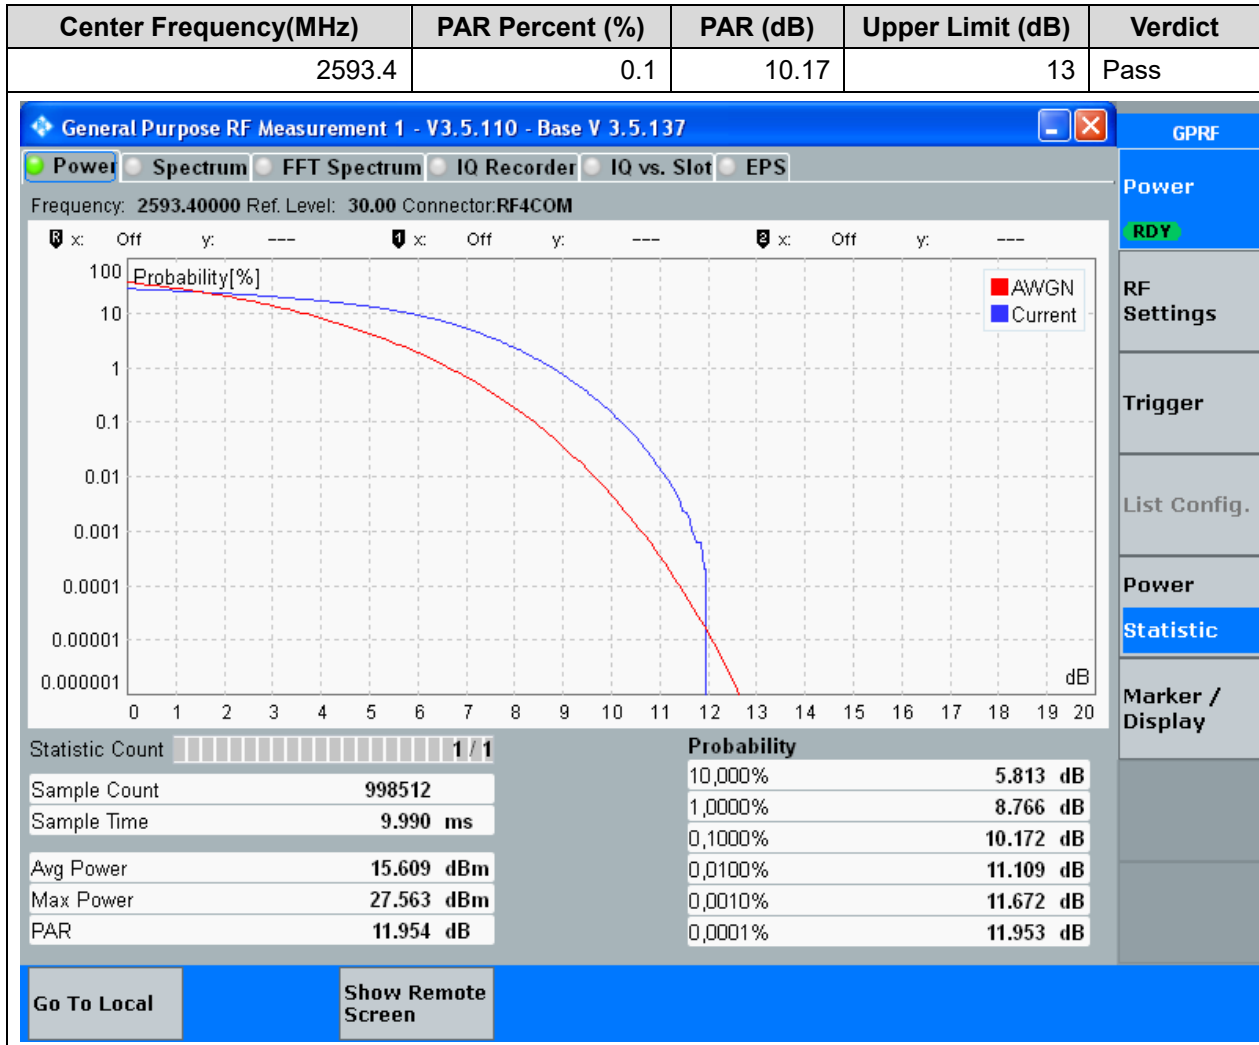 Center Frequency(MHz) PAR Percent (%) PAR (dB) Upper Limit (dB) Verdict
2593.4 0.1 10.17 13 Pass
General Purpose RF Measurement 1 - V3.5.110 - Base V 3.5.137
GPRF
Power Spectrum FFT Spectrum IQ Recorder IQ vs. Slot EPS
Frequency: 2593.40000 Ref. Level: 30.00 Connector:RF4COM
R x: Off y: --- 1 x: Off y: --- 2 x: Off y: ---
Probability[%]
AWGN
Current
100
10
1
0.1
0.01
0.001
0.0001
0.00001
0.000001
dB
0 1 2 3 4 5 6 7 8 9 10 11 12 13 14 15 16 17 18 19 20
Statistic Count 1 / 1
Sample Count 998512
Sample Time 9.990 ms
Avg Power 15.609 dBm
Max Power 27.563 dBm
PAR 11.954 dB
Probability
10,000% 5.813 dB
1,0000% 8.766 dB
0,1000% 10.172 dB
0,0100% 11.109 dB
0,0010% 11.672 dB
0,0001% 11.953 dB
Power
RDY
RF
Settings
Trigger
List Config.
Power
Statistic
Marker /
Display
Go To Local
Show Remote
Screen